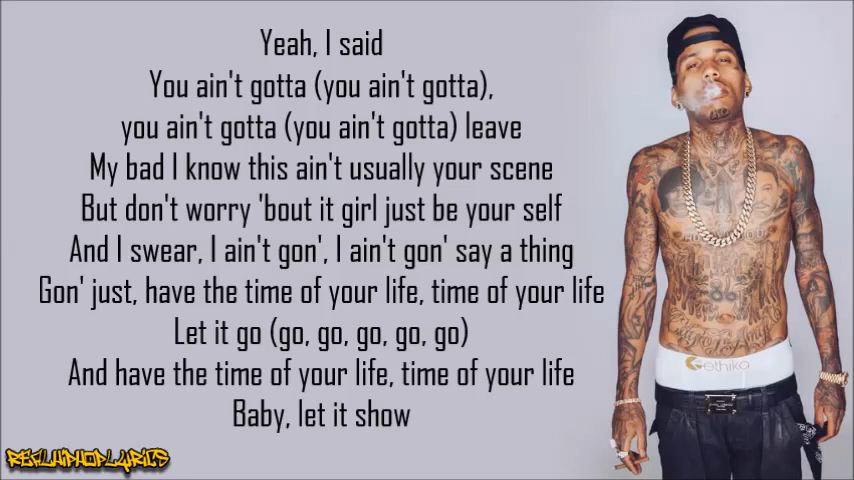 Yeah, I said
You ain't gotta (you ain't gotta),
you ain't gotta (you ain't gotta) leave
My bad I know this ain't usually your scene
But don't worry 'bout it girl just be your self
And I swear, I ain't gon', I ain't gon' say a thing
Gon' just, have the time of your life, time of your life
Let it go (go, go, go, go, go)
And have the time of your life, time of your life
Baby, let it show
ethika
REALHIPHOPLYRICS